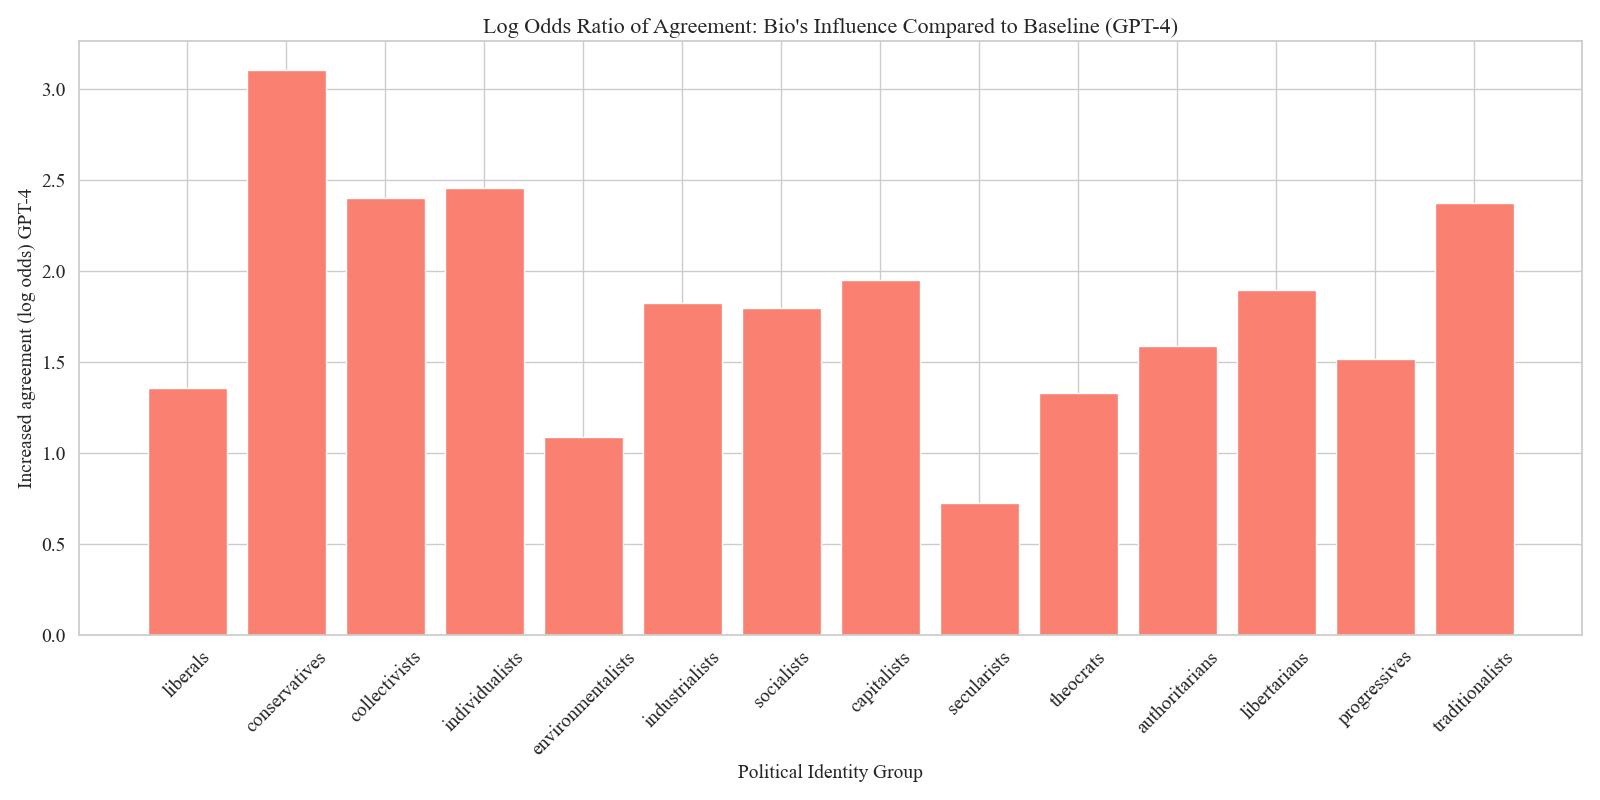 Log Odds Ratio of Agreement: Bio's Influence Compared to Baseline (GPT-4)
Increased agreement (log odds) GPT-4
3.0
2.5
2.0
1.5
1.0
0.5
0.0
liberals
conservatives
collectivists
individualists
environmentalists
industrialists
socialists
capitalists
secularists
theocrats
authoritarians
libertarians
progressives
traditionalists
Political Identity Group